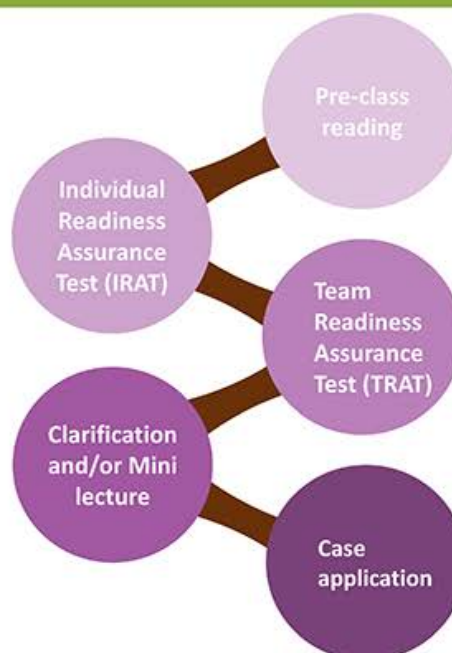 Pre-class
reading
Individual
Readiness
Assurance
Test (IRAT)
Team
Readiness
Assurance
Test (TRAT)
Clarification
and/or Mini
lecture
Case
application